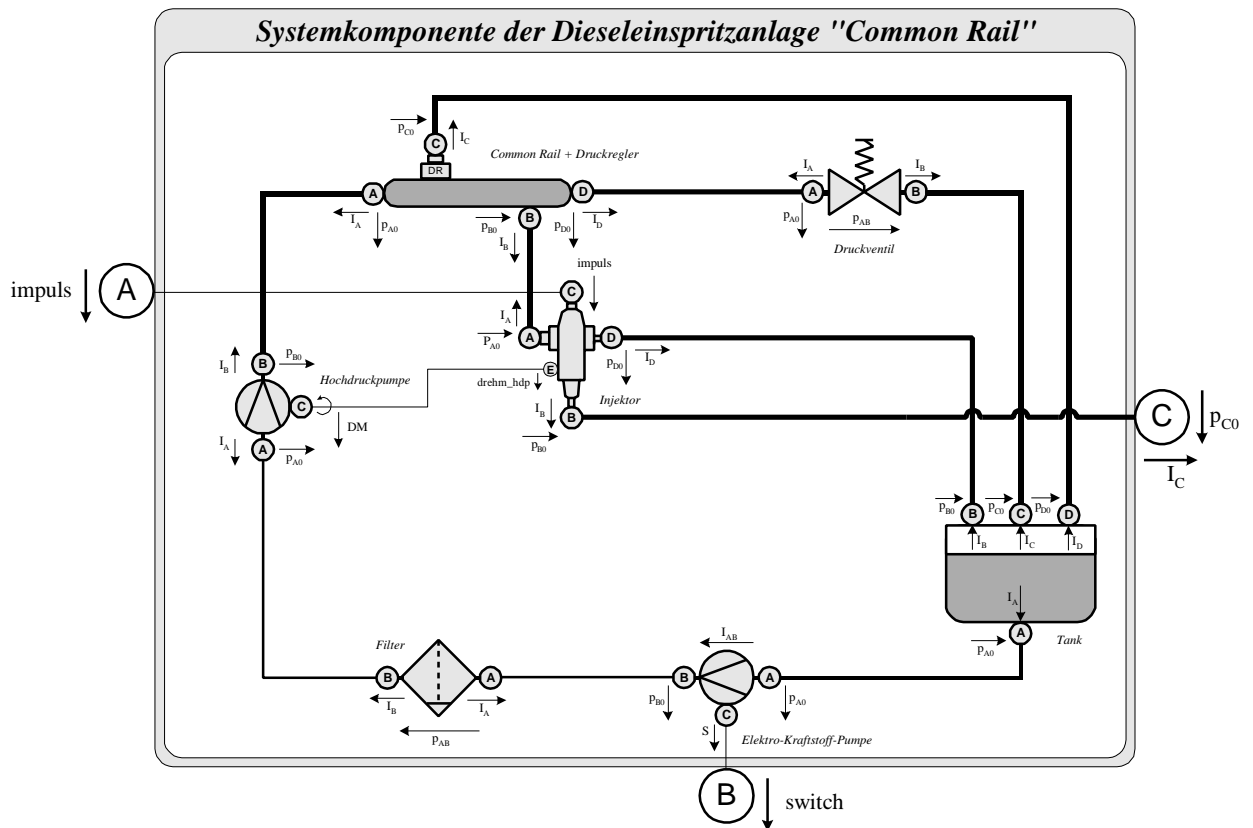 Systemkomponente der Dieseleinspritzanlage "Common Rail"
p_C0
I_C
C
DR
Common Rail + Druckregler
A
D
I_A
p_A0
p_B0
B
I_B
p_D0
I_D
I_A
I_B
A
B
p_A0
p_AB
Druckventil
impuls
A
impuls
C
I_A
P_A0
A
D
p_D0
I_D
E
drehm_hdp
Injektor
I_B
B
p_B0
I_B
B
p_B0
Hochdruckpumpe
C
DM
I_A
A
p_A0
C
p_C0
I_C
p_B0
B
p_C0
C
p_D0
D
I_B
I_C
I_D
I_A
p_A0
A
Tank
Filter
B
A
I_B
I_A
p_AB
I_AB
B
A
p_B0
p_A0
C
S
Elektro-Kraftstoff-Pumpe
B
switch